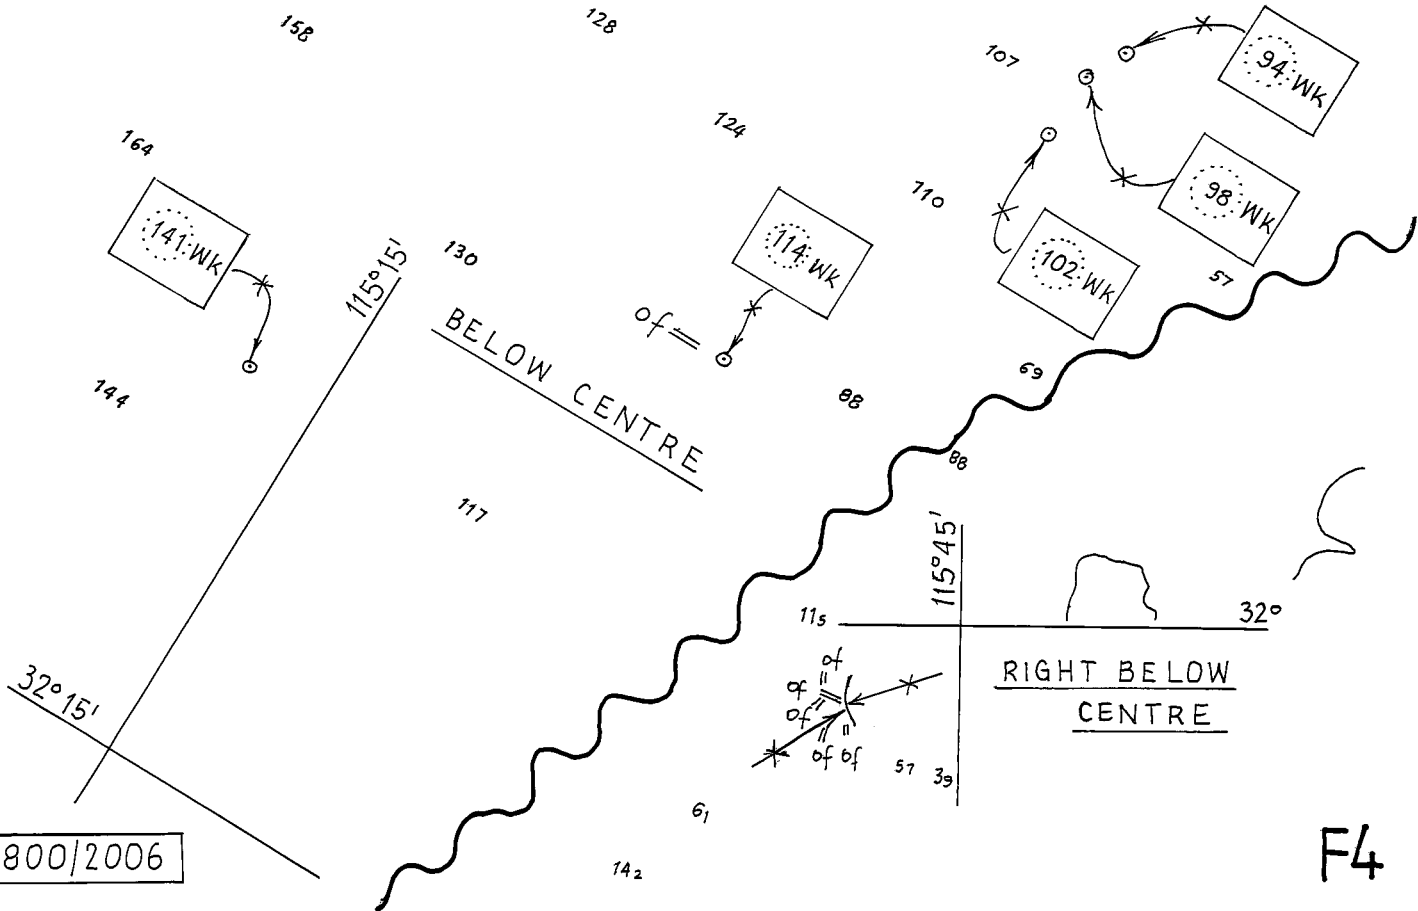 158
128
107
94 WK
164
124
110
98 WK
141 WK
115°15'
130
114 WK
102 WK
57
of
BELOW CENTRE
144
88
69
88
117
115°45'
11₅
32°
RIGHT BELOW
CENTRE
of
of
of
of of
57
3₉
32°15'
6₁
800/2006
14₂
F4